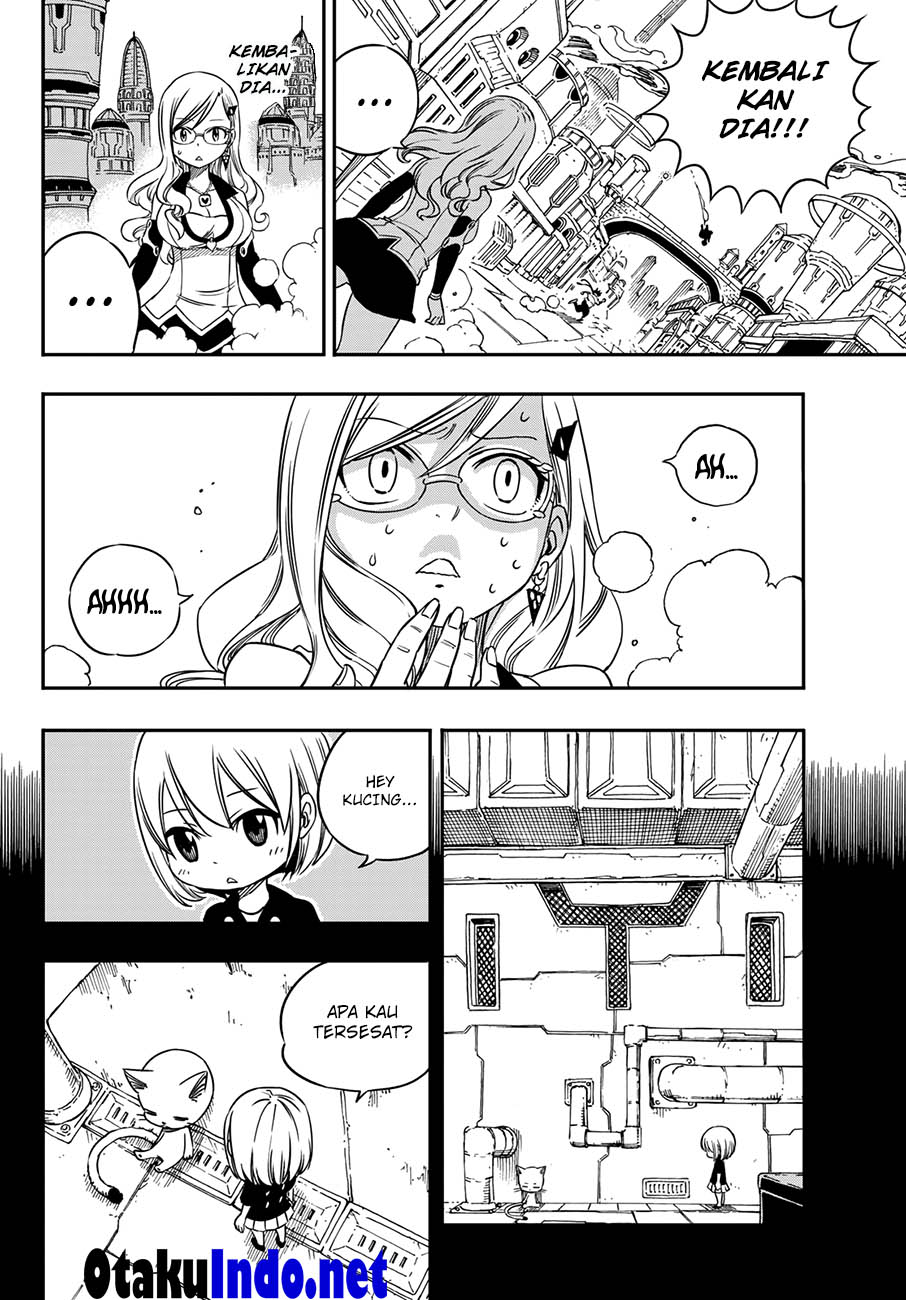 KEMBALI
KAN
DIA!!!
...
KEMBA-
LIKAN
DIA...
...
AH...
AHHH...
HEY
KUCING...
APA KAU
TERSESAT?
OtakuIndo.net